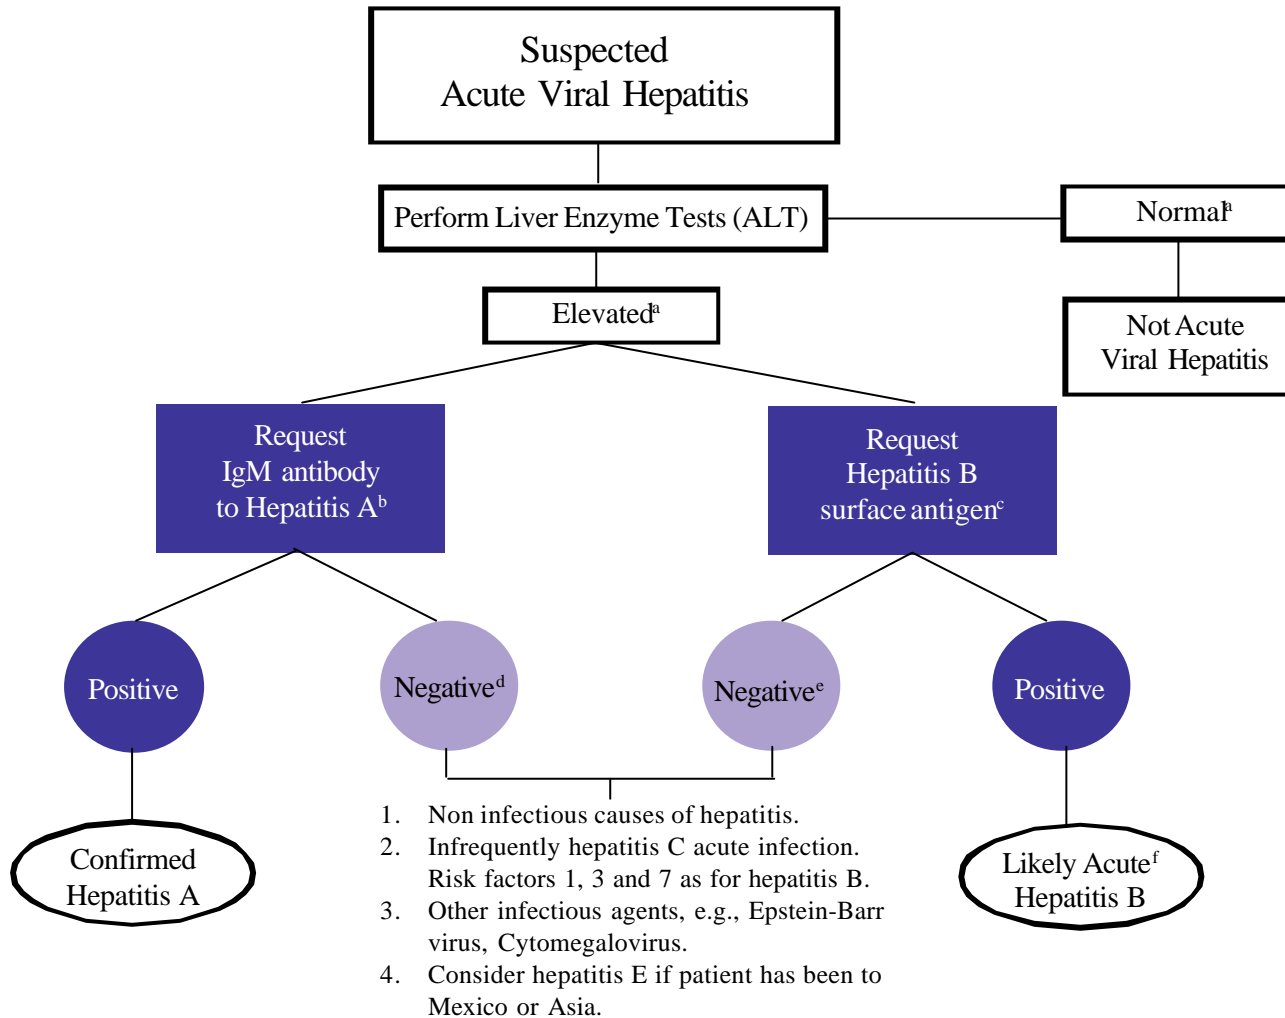 Suspected
Acute Viral Hepatitis
Perform Liver Enzyme Tests (ALT)
Normalᵃ
Elevatedᵃ
Not Acute
Viral Hepatitis
Request
IgM antibody
to Hepatitis Aᵇ
Request
Hepatitis B
surface antigenᶜ
Positive
Negativeᵈ
Negativeᵉ
Positive
1. Non infectious causes of hepatitis.
2. Infrequently hepatitis C acute infection.
Risk factors 1, 3 and 7 as for hepatitis B.
3. Other infectious agents, e.g., Epstein-Barr
virus, Cytomegalovirus.
4. Consider hepatitis E if patient has been to
Mexico or Asia.
Confirmed
Hepatitis A
Likely Acuteᶠ
Hepatitis B